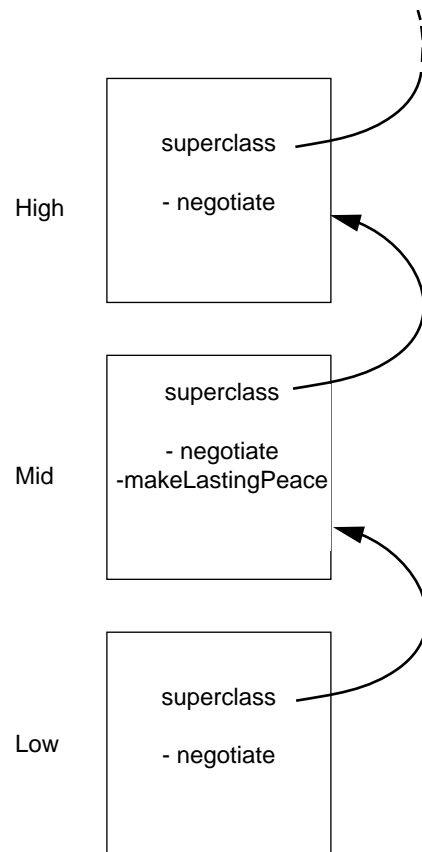 superclass
High
- negotiate
superclass
- negotiate
Mid
-makeLastingPeace
superclass
Low
- negotiate